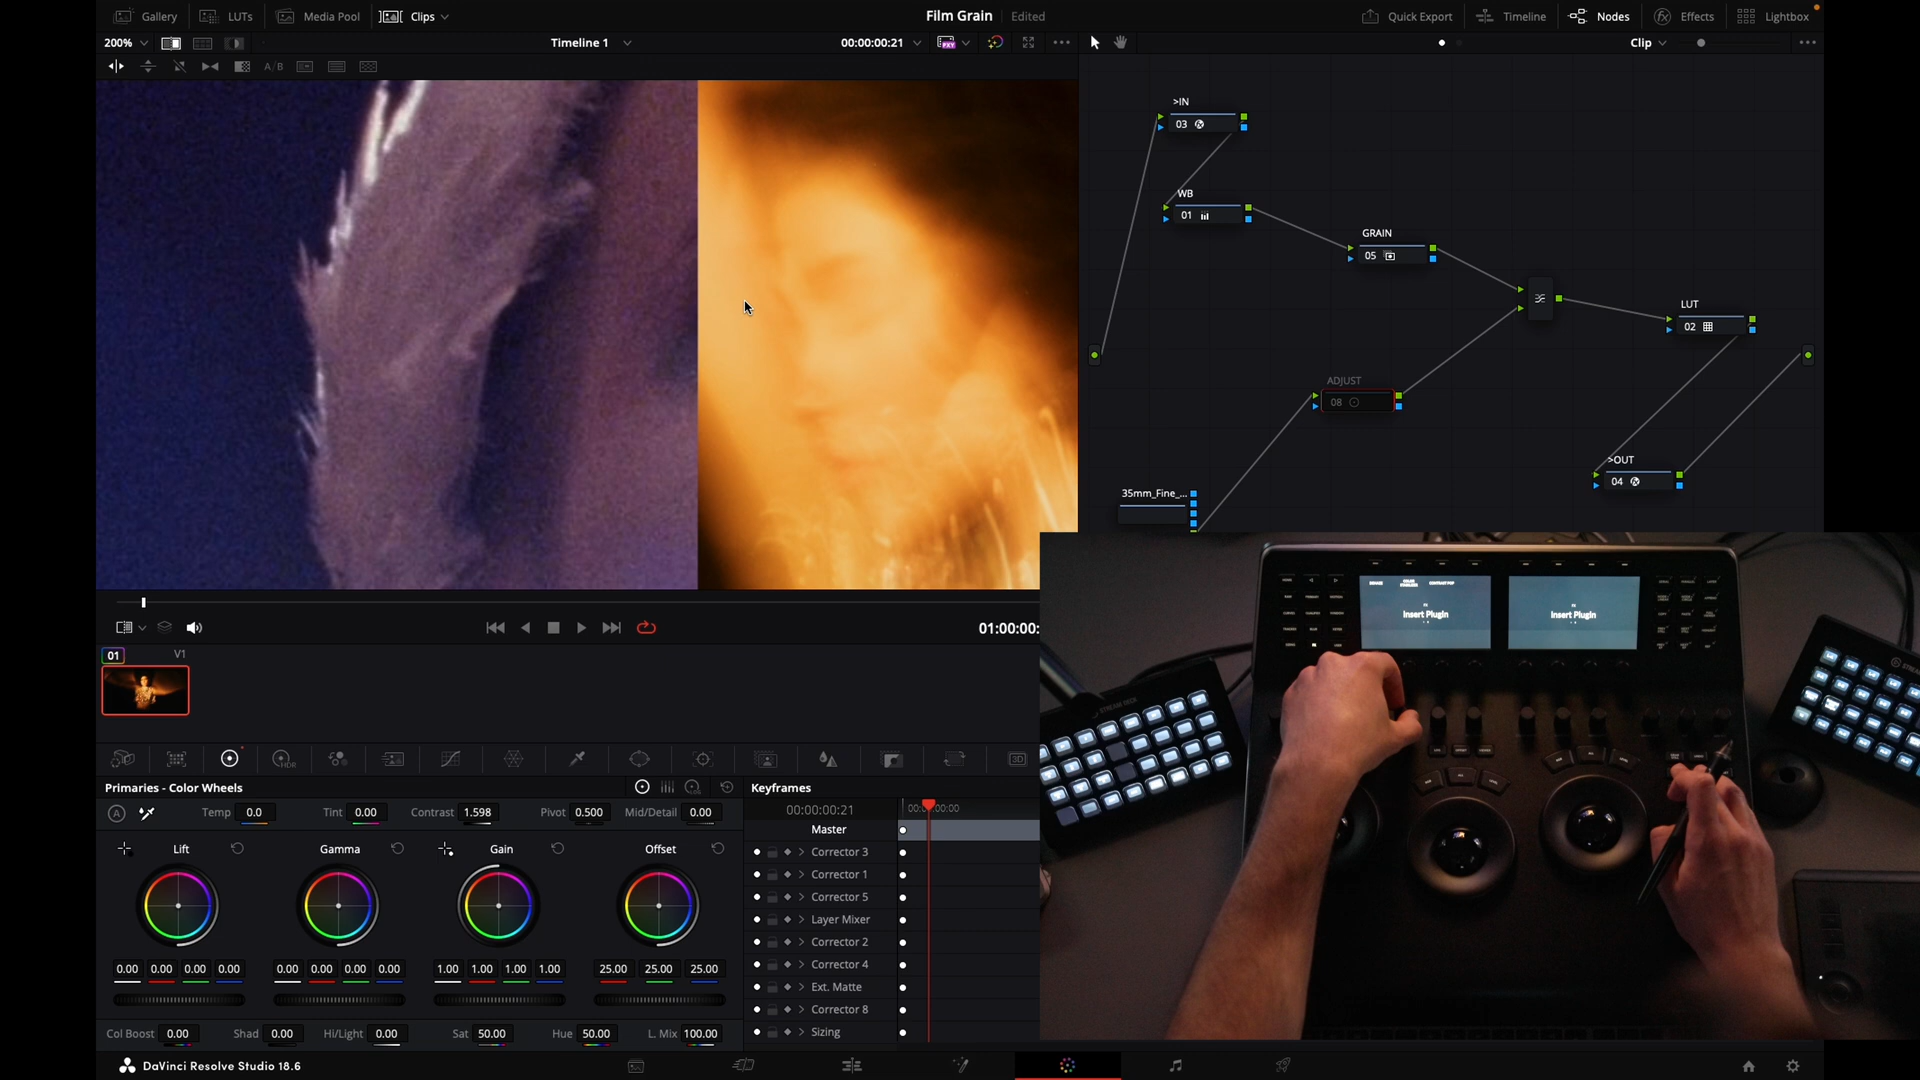 Gallery LUTs Media Pool Clips Film Grain Edited Quick Export Timeline Nodes Effects Lightbox
200% Timeline 1 00:00:00:21 Clip
A/B
>IN
03
WB
01
GRAIN
05
LUT
02
ADJUST
08
>OUT
04
35mm_Fine_...
01:00:00:
01 V1
Insert Plugin Insert Plugin
STREAM DECK
HDR 3D
Primaries - Color Wheels Keyframes
A Temp 0.0 Tint 0.00 Contrast 1.598 Pivot 0.500 Mid/Detail 0.00
00:00:00:21
Master
Lift Gamma Gain Offset
Corrector 3
Corrector 1
Corrector 5
Layer Mixer
Corrector 2
Corrector 4
Ext. Matte
Corrector 8
Sizing
0.00 0.00 0.00 0.00 0.00 0.00 0.00 0.00 1.00 1.00 1.00 1.00 25.00 25.00 25.00
Col Boost 0.00 Shad 0.00 Hi/Light 0.00 Sat 50.00 Hue 50.00 L. Mix 100.00
DaVinci Resolve Studio 18.6